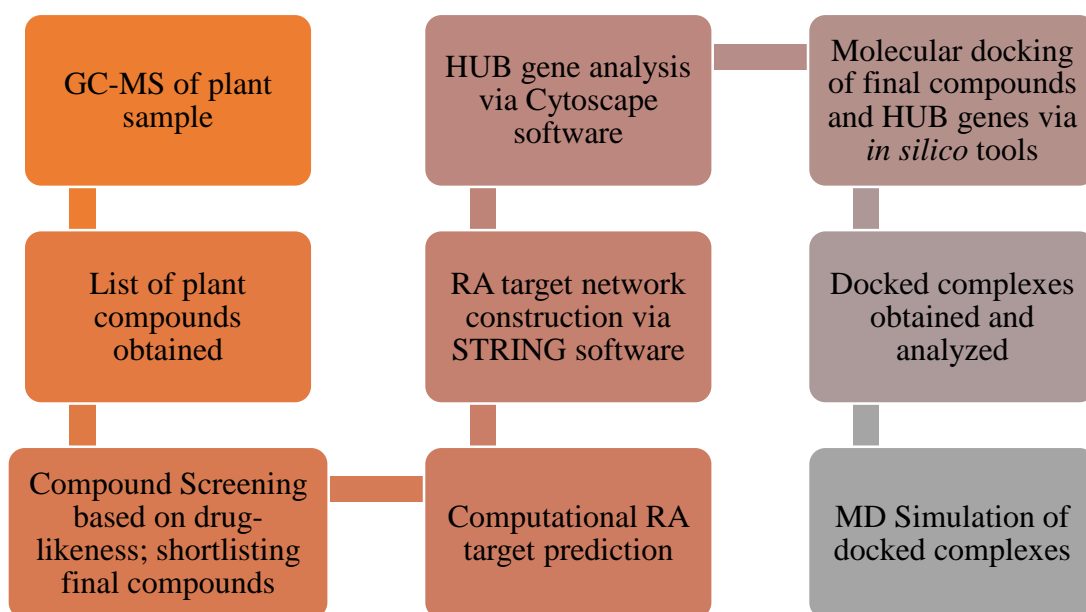 GC-MS of plant
sample
List of plant
compounds
obtained
Compound Screening
based on drug-
likeness; shortlisting
final compounds
Computational RA
target prediction
RA target network
construction via
STRING software
HUB gene analysis
via Cytoscape
software
Molecular docking
of final compounds
and HUB genes via
in silico tools
Docked complexes
obtained and
analyzed
MD Simulation of
docked complexes